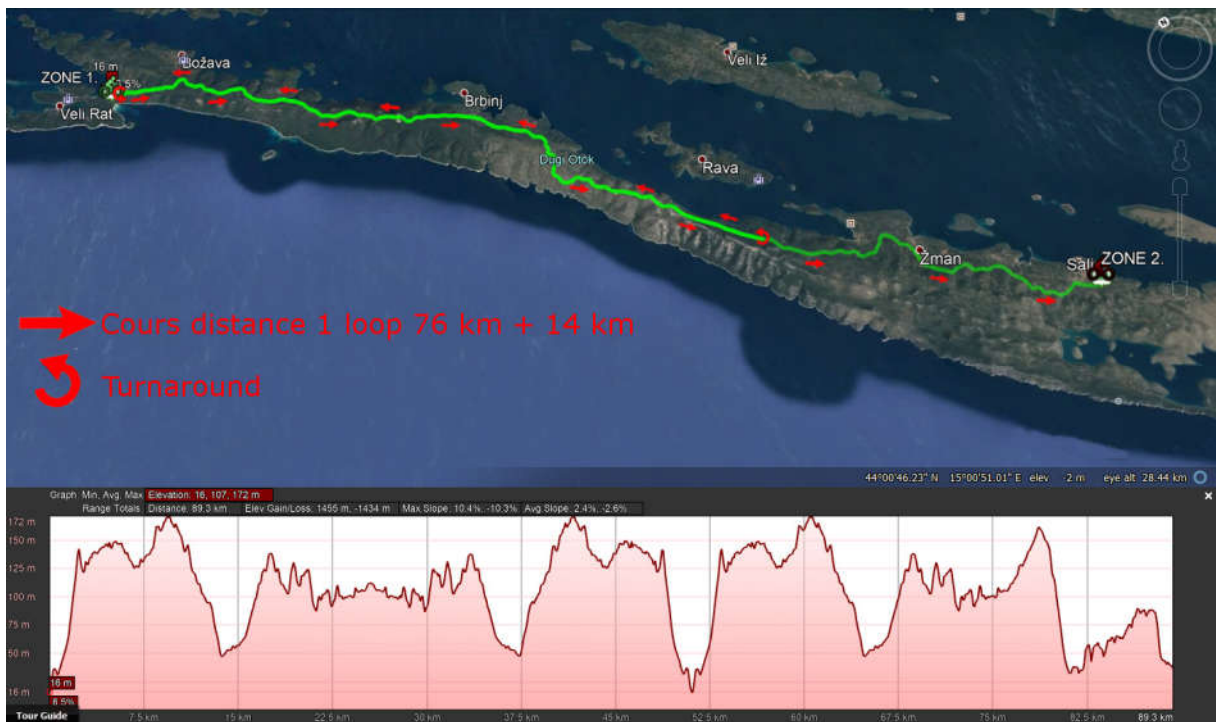 Božava
16 m
ZONE 1.
6.5%
Veli Rat
Veli Iž
Brbinj
Dugi Otok
Rava
Žman
Sali
ZONE 2.
Cours distance 1 loop 76 km + 14 km
Turnaround
44°00'46.23" N 15°00'51.01" E elev -2 m eye alt 28.44 km
Graph Min, Avg, Max Elevation: 16, 107, 172 m
Range Totals Distance: 89.3 km Elev Gain/Loss: 1455 m, -1434 m Max Slope: 10.4%, -10.3% Avg Slope: 2.4%, -2.6%
172 m
150 m
125 m
100 m
75 m
50 m
16 m
16 m
6.5%
Tour Guide
7.5 km 15 km 22.5 km 30 km 37.5 km 45 km 52.5 km 60 km 67.5 km 75 km 82.5 km 89.3 km